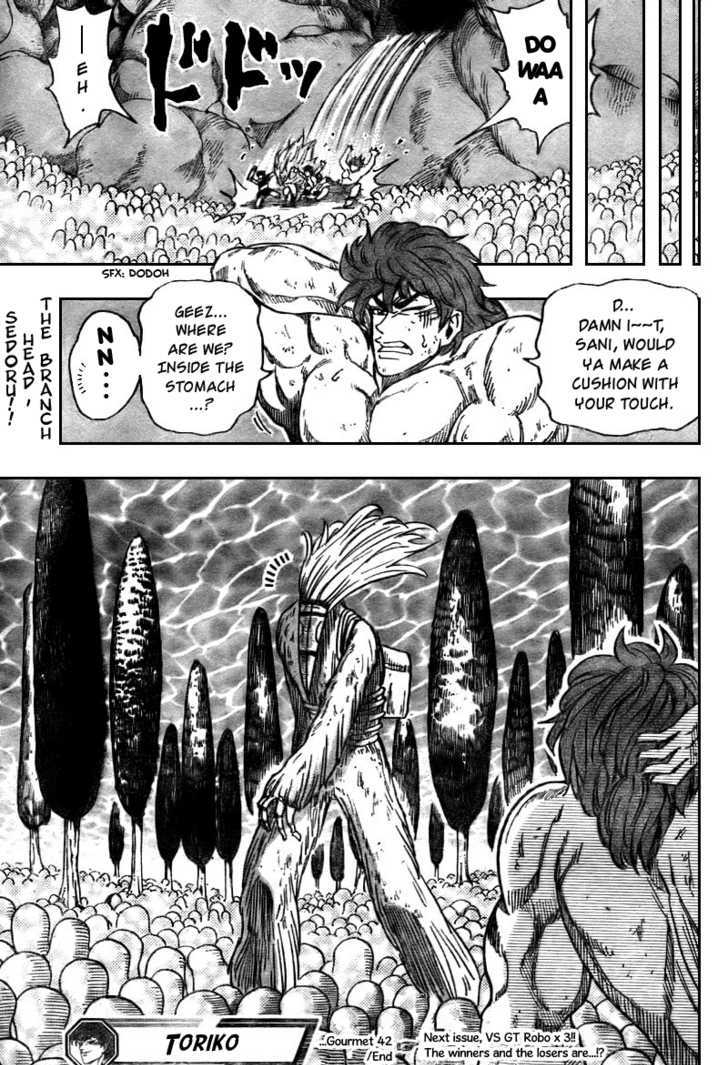 DO
WAA
A
ドドッ
—
EH.
SFX: DODOH
D...
DAMN I~~T,
SANI, WOULD
YA MAKE A
CUSHION WITH
YOUR TOUCH.
GEEZ...
WHERE
ARE WE?
INSIDE THE
STOMACH
...?
NN...
THE BRANCH
HEAD,
SEDORU!!
TORIKO
...Gourmet 42
/End
Next issue, VS GT Robo x 3!!
The winners and the losers are...!?